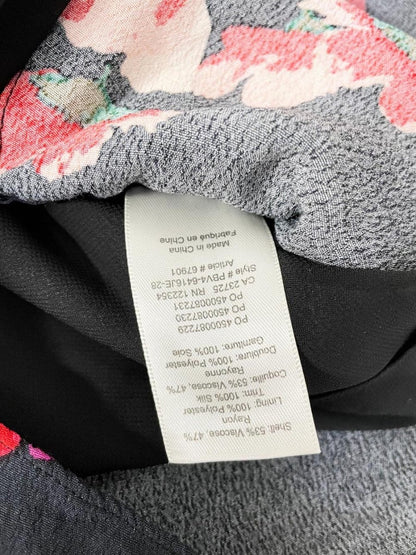 Shell: 53% Viscose, 47%
Rayon
Lining: 100% Polyester
Trim: 100% Silk
Coquille: 53% Viscose, 47%
Rayonne
Doublure: 100% Polyester
Garniture: 100% Soie
PO 4500087229
PO 4500087230
PO 4500087231
CA 23725 RN 122354
Style # PBV4-6416JE-28
Article # 67901
Made in China
Fabriqué en Chine